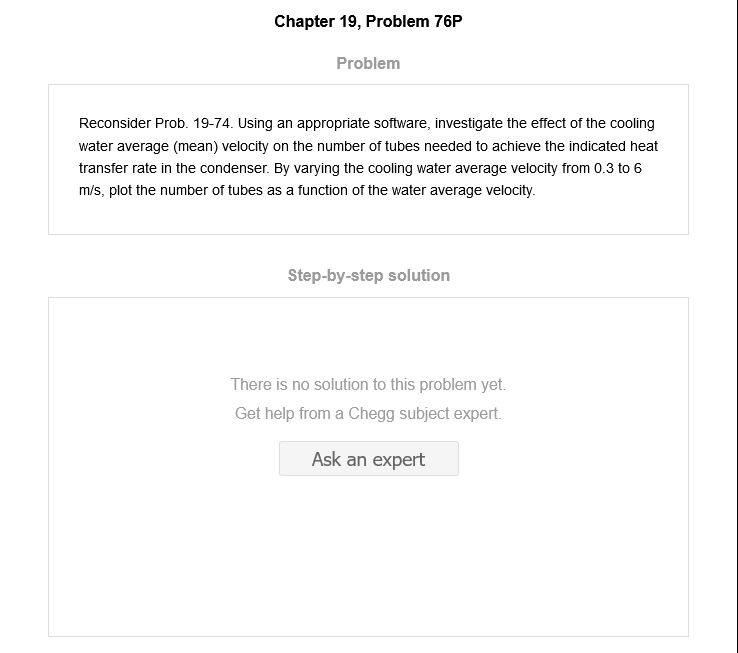 Chapter 19, Problem 76P
Problem
Reconsider Prob. 19-74. Using an appropriate software, investigate the effect of the cooling
water average (mean) velocity on the number of tubes needed to achieve the indicated heat
transfer rate in the condenser. By varying the cooling water average velocity from 0.3 to 6
m/s, plot the number of tubes as a function of the water average velocity.
Step-by-step solution
There is no solution to this problem yet.
Get help from a Chegg subject expert.
Ask an expert